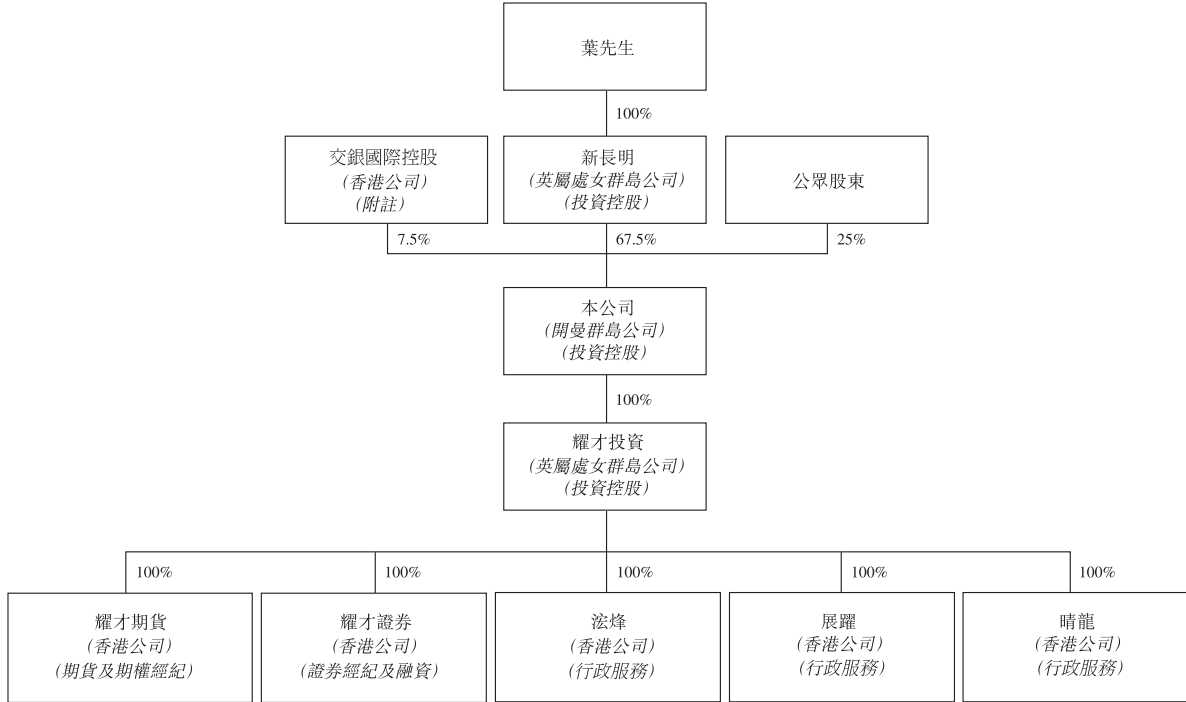 葉先生
100%
交銀國際控股
(香港公司)
(附註)
新長明
(英屬處女群島公司)
(投資控股)
公眾股東
7.5%
67.5%
25%
本公司
(開曼群島公司)
(投資控股)
100%
耀才投資
(英屬處女群島公司)
(投資控股)
100%
100%
100%
100%
100%
耀才期貨
(香港公司)
(期貨及期權經紀)
耀才證券
(香港公司)
(證券經紀及融資)
浤烽
(香港公司)
(行政服務)
展躍
(香港公司)
(行政服務)
晴龍
(香港公司)
(行政服務)